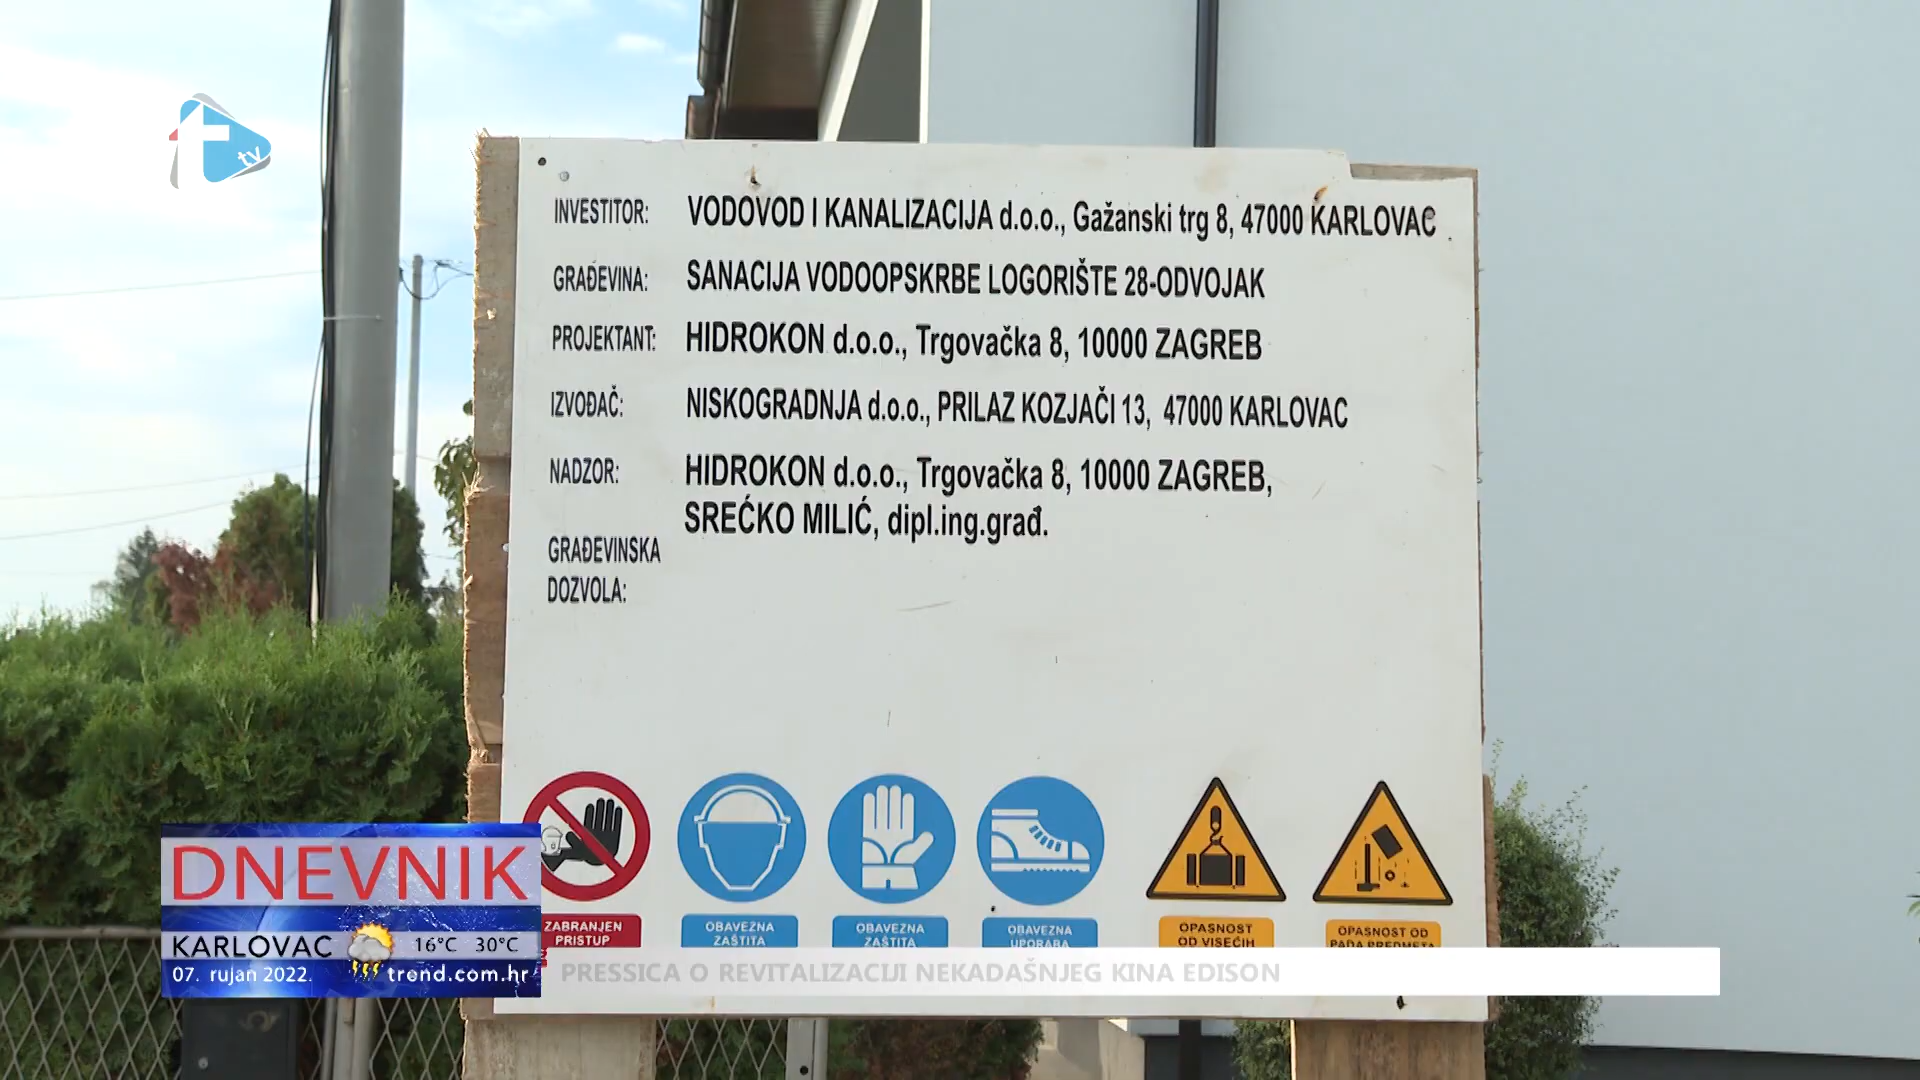 t tv
INVESTITOR: VODOVOD I KANALIZACIJA d.o.o., Gažanski trg 8, 47000 KARLOVAC
GRAĐEVINA: SANACIJA VODOOPSKRBE LOGORIŠTE 28-ODVOJAK
PROJEKTANT: HIDROKON d.o.o., Trgovačka 8, 10000 ZAGREB
IZVOĐAČ: NISKOGRADNJA d.o.o., PRILAZ KOZJAČI 13, 47000 KARLOVAC
NADZOR: HIDROKON d.o.o., Trgovačka 8, 10000 ZAGREB,
SREĆKO MILIĆ, dipl.ing.građ.
GRAĐEVINSKA
DOZVOLA:
ZABRANJEN
PRISTUP
OBAVEZNA
ZAŠTITA
OBAVEZNA
ZAŠTITA
OBAVEZNA
UPORABA
OPASNOST
OD VISEĆIH
OPASNOST OD
PADA PREDMETA
DNEVNIK
KARLOVAC 16°C 30°C
07. rujan 2022. trend.com.hr
PRESSICA O REVITALIZACIJI NEKADAŠNJEG KINA EDISON